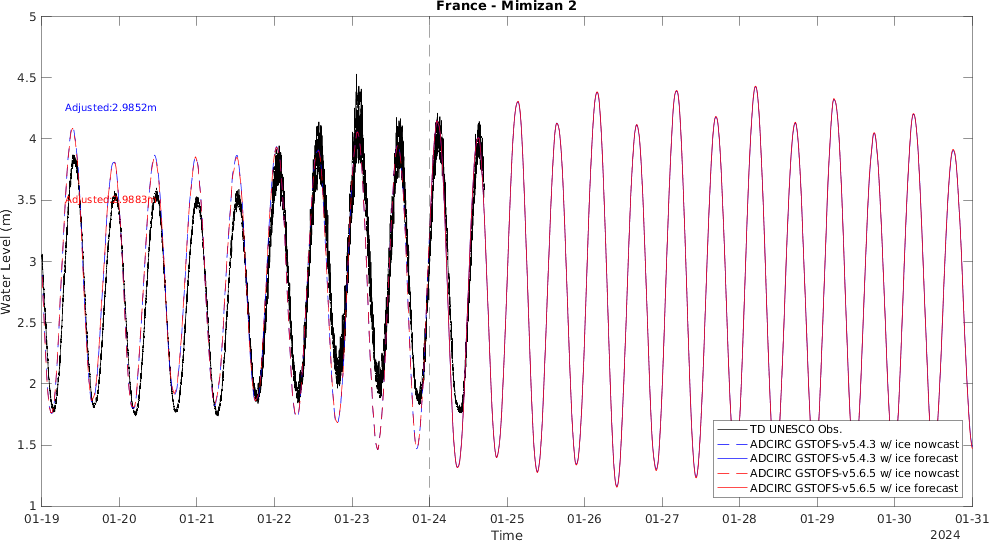 France - Mimizan 2
5
4.5
4
3.5
3
2.5
2
1.5
1
Water Level (m)
Adjusted:2.9852m
TD UNESCO Obs.
ADCIRC GSTOFS-v5.4.3 w/ ice nowcast
ADCIRC GSTOFS-v5.4.3 w/ ice forecast
ADCIRC GSTOFS-v5.6.5 w/ ice nowcast
ADCIRC GSTOFS-v5.6.5 w/ ice forecast
01-19 01-20 01-21 01-22 01-23 01-24 01-25 01-26 01-27 01-28 01-29 01-30 01-31
Time
2024